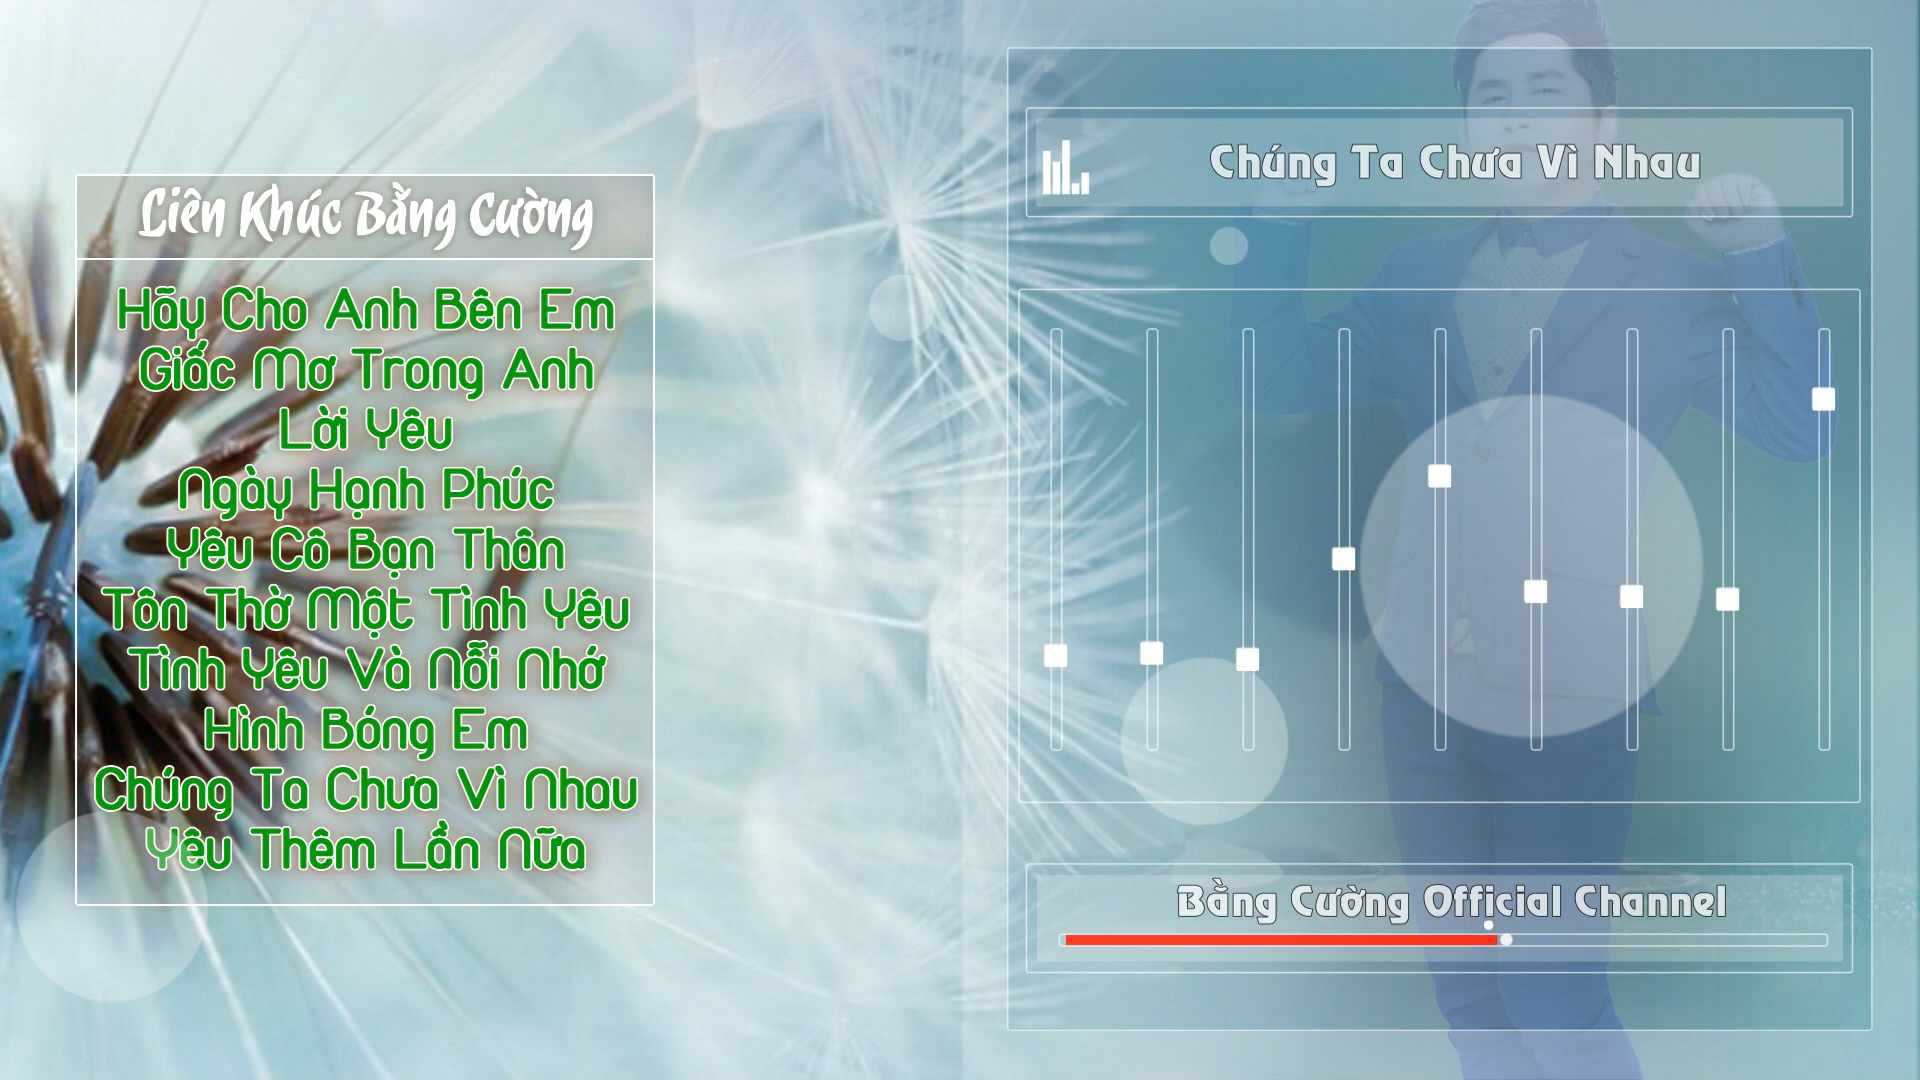 Liên Khúc Bằng Cường
Hãy Cho Anh Bên Em
Giấc Mơ Trong Anh
Lời Yêu
Ngày Hạnh Phúc
Yêu Cô Bạn Thân
Tôn Thờ Một Tình Yêu
Tình Yêu Và Nỗi Nhớ
Hình Bóng Em
Chúng Ta Chưa Vì Nhau
Yêu Thêm Lần Nữa
Chúng Ta Chưa Vì Nhau
Bằng Cường Official Channel